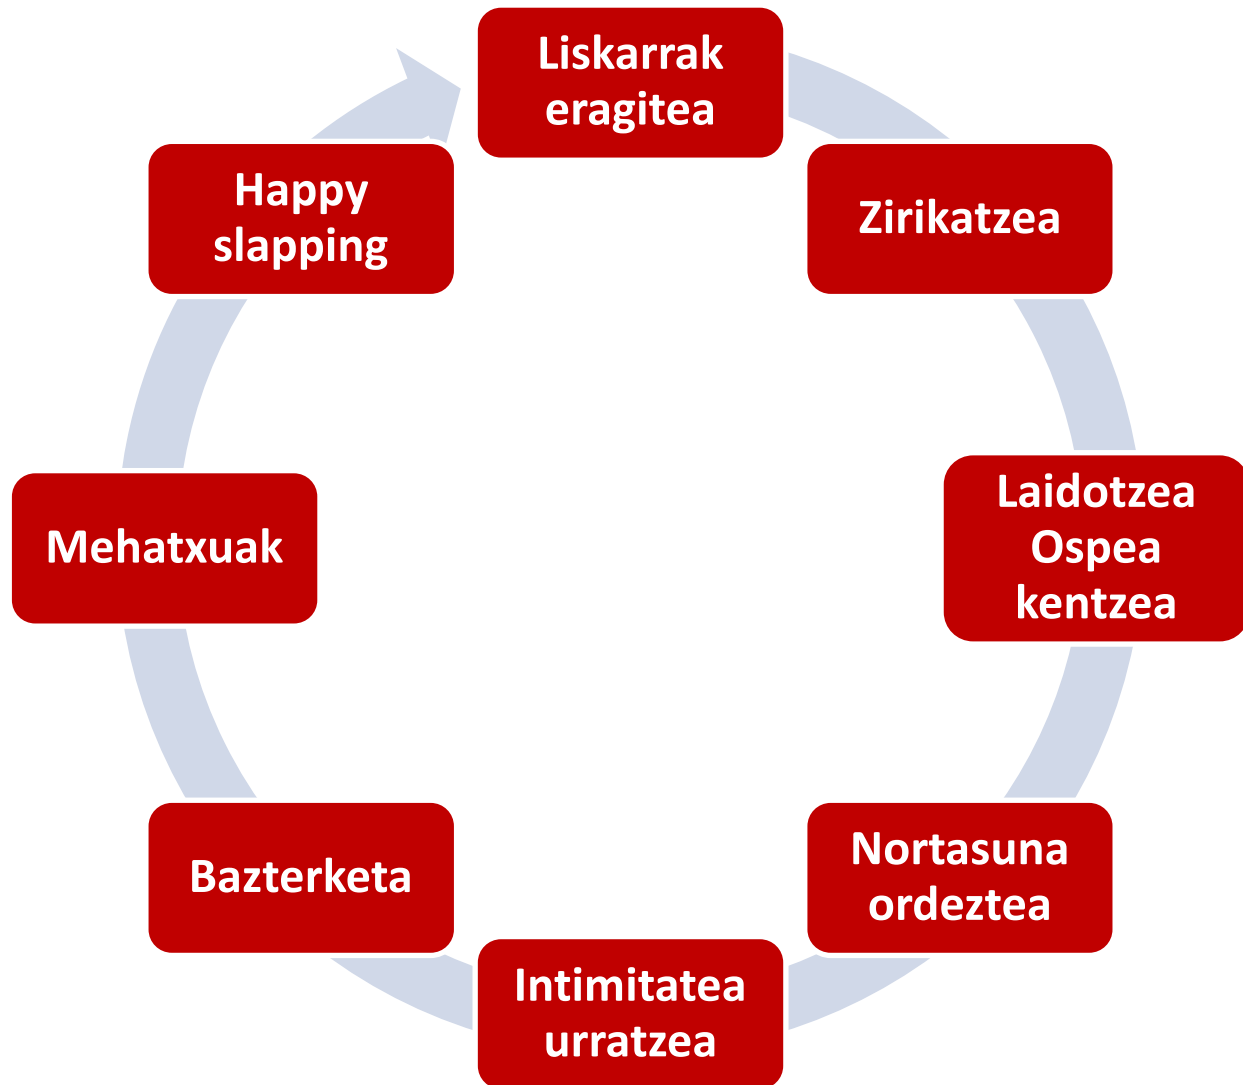 Liskarrak
eragitea
Zirikatzea
Laidotzea
Ospea
kentzea
Nortasuna
ordeztea
Intimitatea
urratzea
Bazterketa
Mehatxuak
Happy
slapping